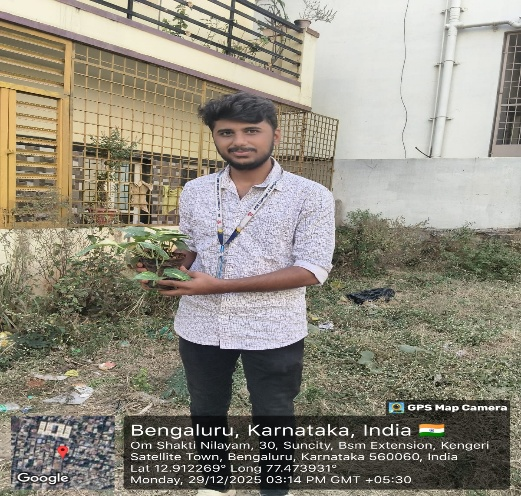 GPS Map Camera
Bengaluru, Karnataka, India
Om Shakti Nilayam, 30, Suncity, Bsm Extension, Kengeri
Satellite Town, Bengaluru, Karnataka 560060, India
Lat 12.912269° Long 77.473931°
Monday, 29/12/2025 03:14 PM GMT +05:30
Google